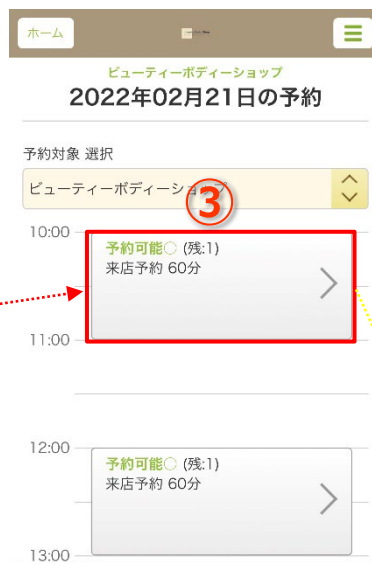 ホーム
ビューティーボディーショップ
2022年02月21日の予約
予約対象 選択
ビューティーボディーショップ
③
10:00
予約可能○ (残:1)
来店予約 60分
11:00
12:00
予約可能○ (残:1)
来店予約 60分
13:00